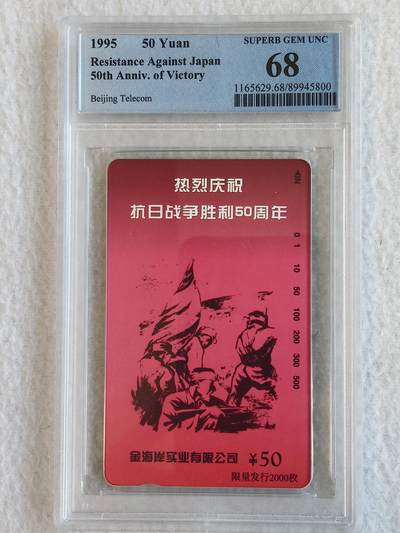 1995 50 Yuan SUPERB GEM UNC
Resistance Against Japan
50th Anniv. of Victory
68
Beijing Telecom
1165629.68/89945800
热烈庆祝
抗日战争胜利50周年
0
1
10
50
100
200
300
500
金海岸实业有限公司 ¥50
限量发行2000枚